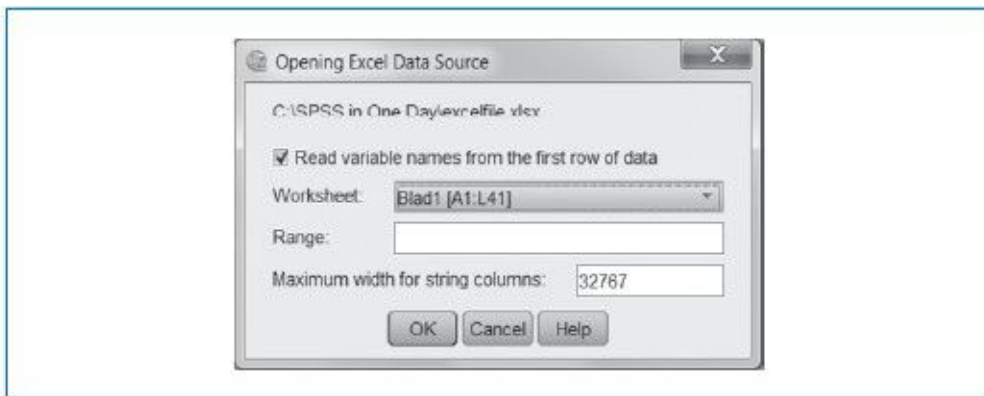 Opening Excel Data Source
X
C:\SPSS in One Day\excelfile.xlsx
Read variable names from the first row of data
Worksheet: Blad1 [A1:L41]
Range:
Maximum width for string columns: 32767
OK Cancel Help